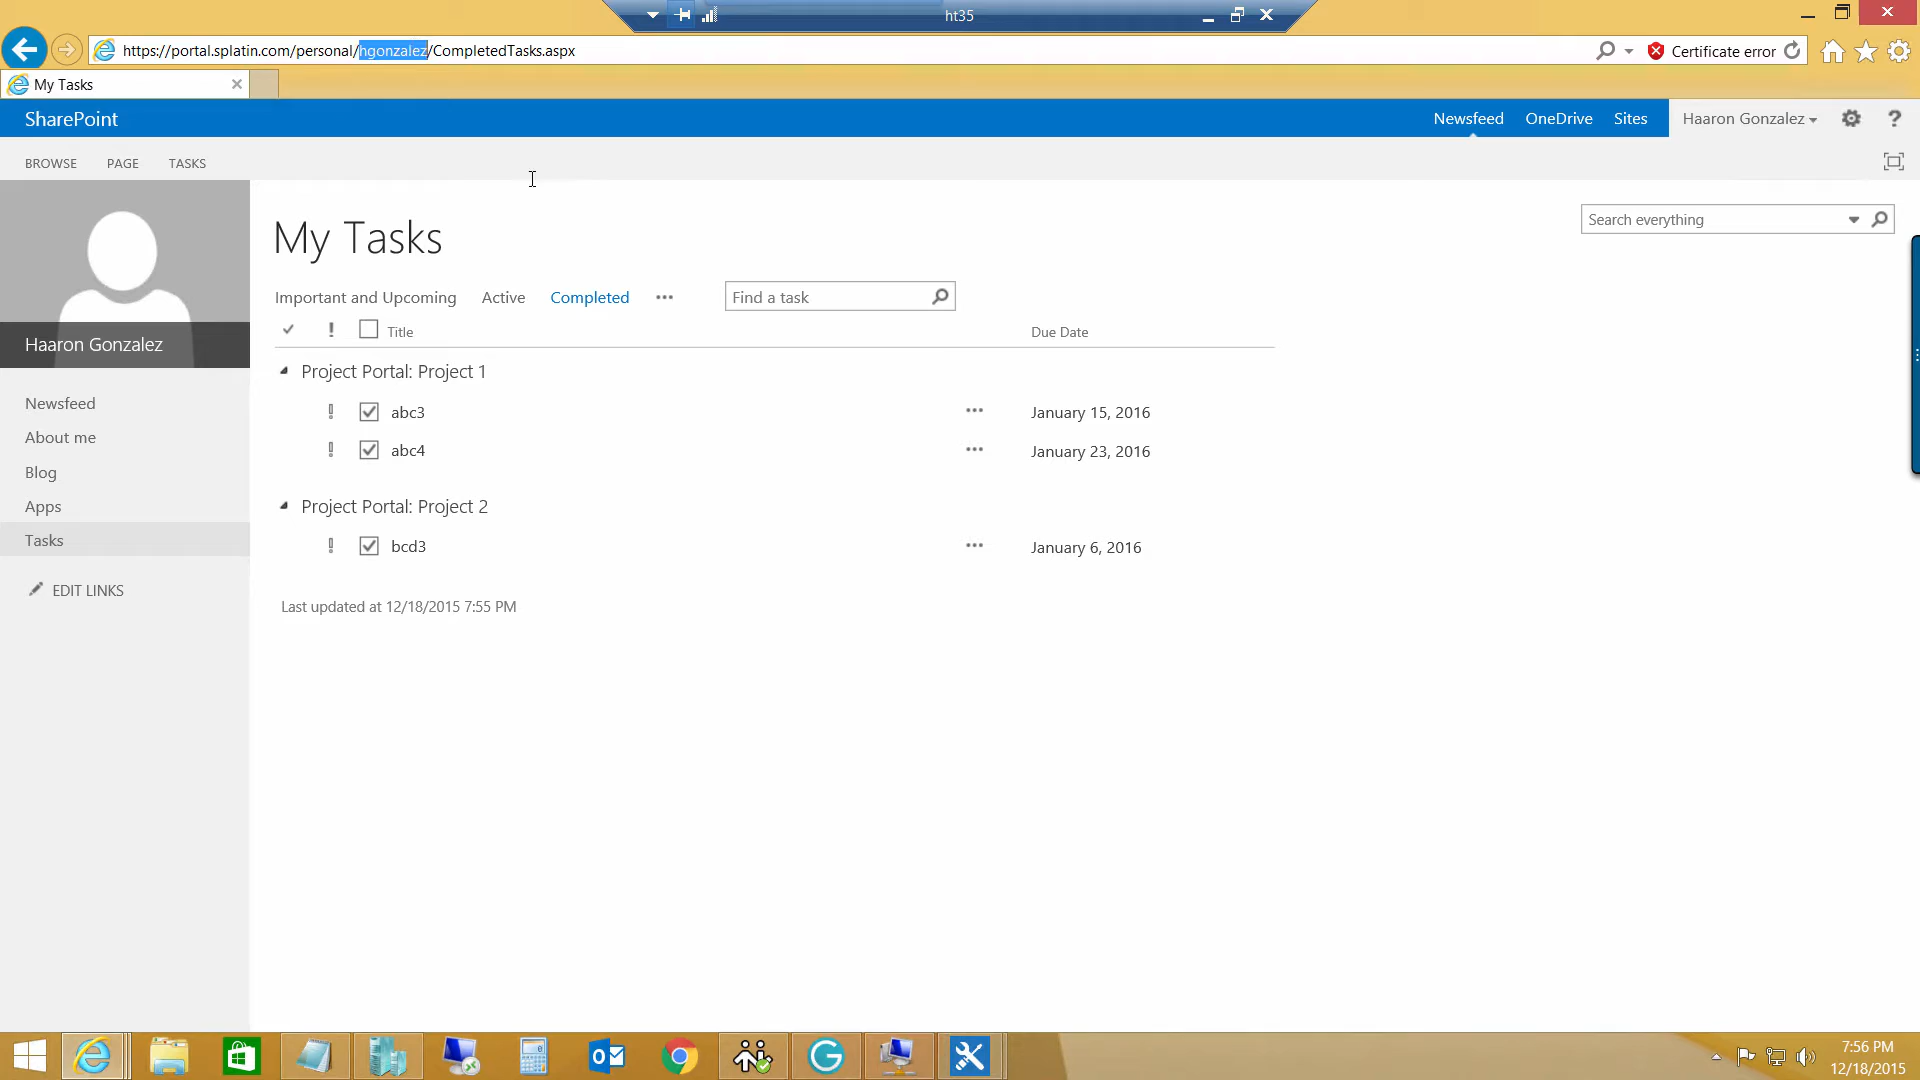 ht35
https://portal.splatin.com/personal/hgonzalez/CompletedTasks.aspx
Certificate error
My Tasks
SharePoint
Newsfeed OneDrive Sites Haaron Gonzalez
BROWSE PAGE TASKS
My Tasks
Search everything
Important and Upcoming Active Completed
Find a task
Title Due Date
Haaron Gonzalez
Project Portal: Project 1
abc3 January 15, 2016
abc4 January 23, 2016
Project Portal: Project 2
bcd3 January 6, 2016
Last updated at 12/18/2015 7:55 PM
Newsfeed
About me
Blog
Apps
Tasks
EDIT LINKS
7:56 PM
12/18/2015